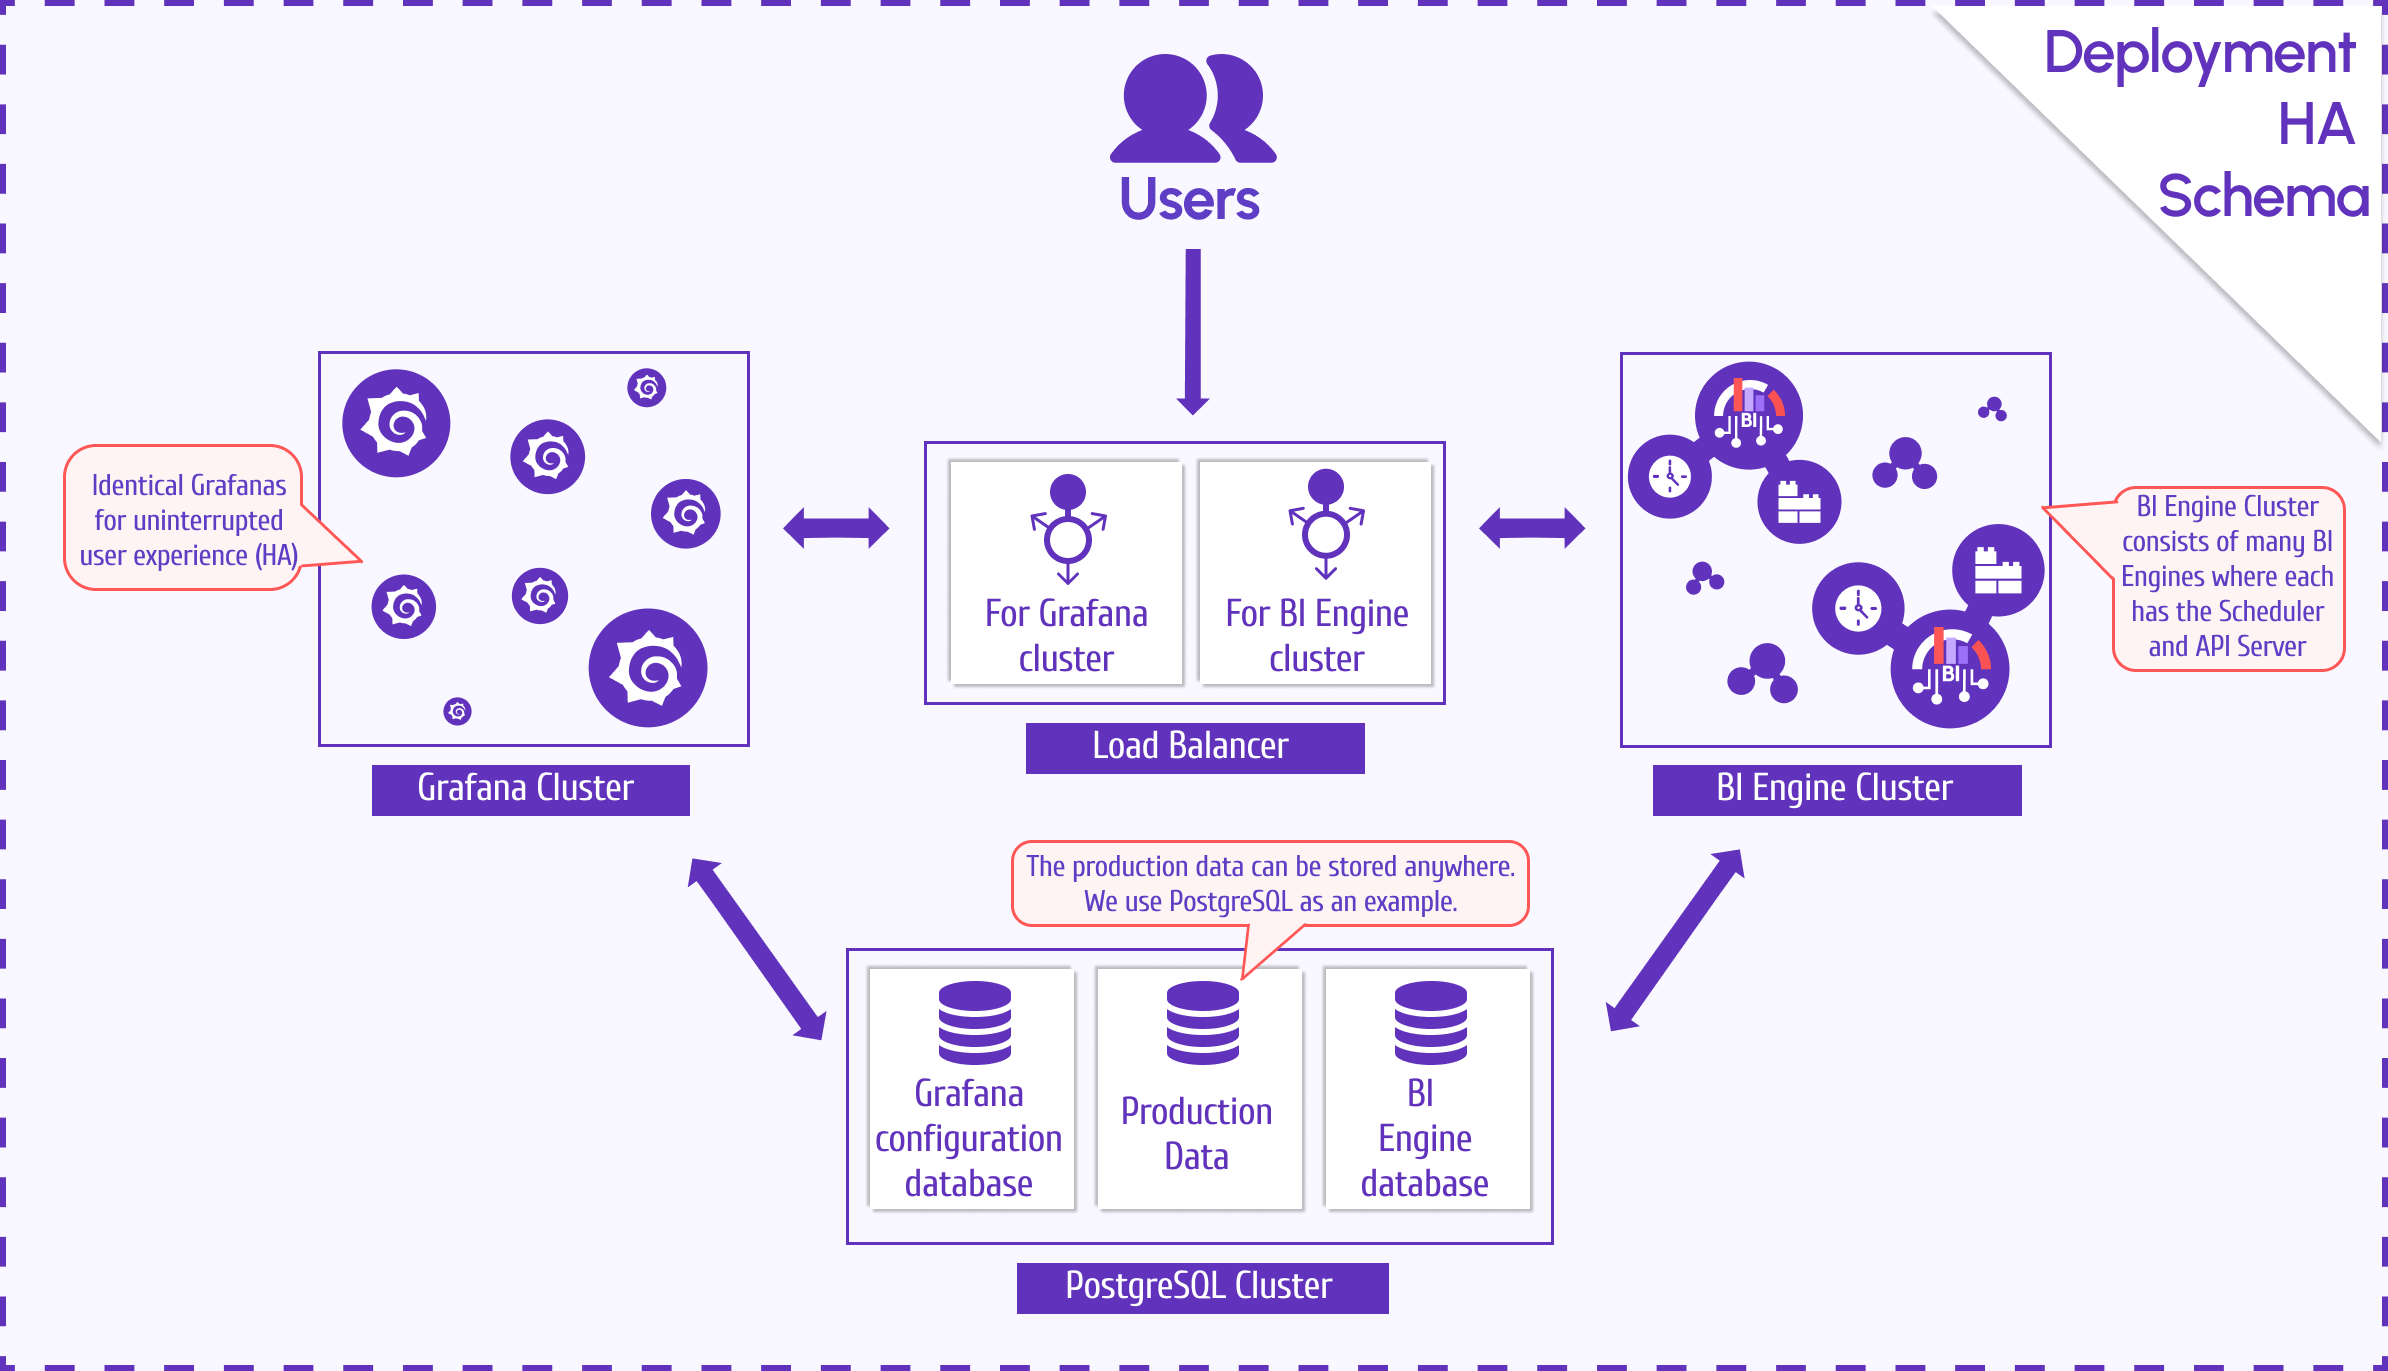 Deployment
HA
Schema
Users
Identical Grafanas
for uninterrupted
user experience (HA)
Grafana Cluster
For Grafana
cluster
For BI Engine
cluster
Load Balancer
BI
BI
BI Engine Cluster
consists of many BI
Engines where each
has the Scheduler
and API Server
BI Engine Cluster
The production data can be stored anywhere.
We use PostgreSQL as an example.
Grafana
configuration
database
Production
Data
BI
Engine
database
PostgreSQL Cluster